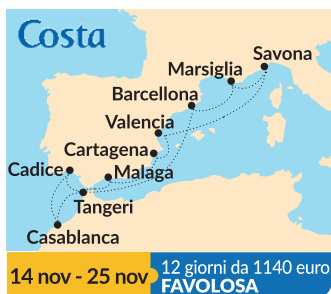 Costa
Savona
Marsiglia
Barcellona
Valencia
Cartagena
Cadice
Malaga
Tangeri
Casablanca
14 nov - 25 nov
12 giorni da 1140 euro
FAVOLOSA